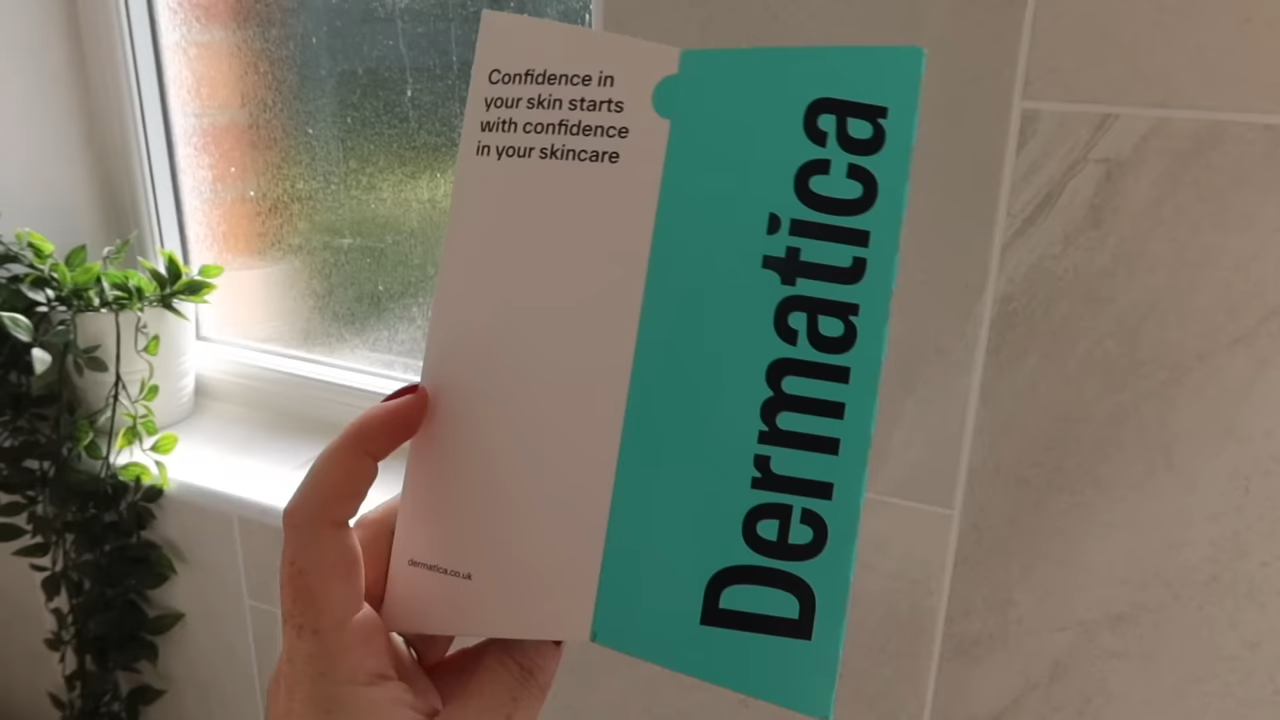 Confidence in
your skin starts
with confidence
in your skincare
dermatica.co.uk
Dermatica